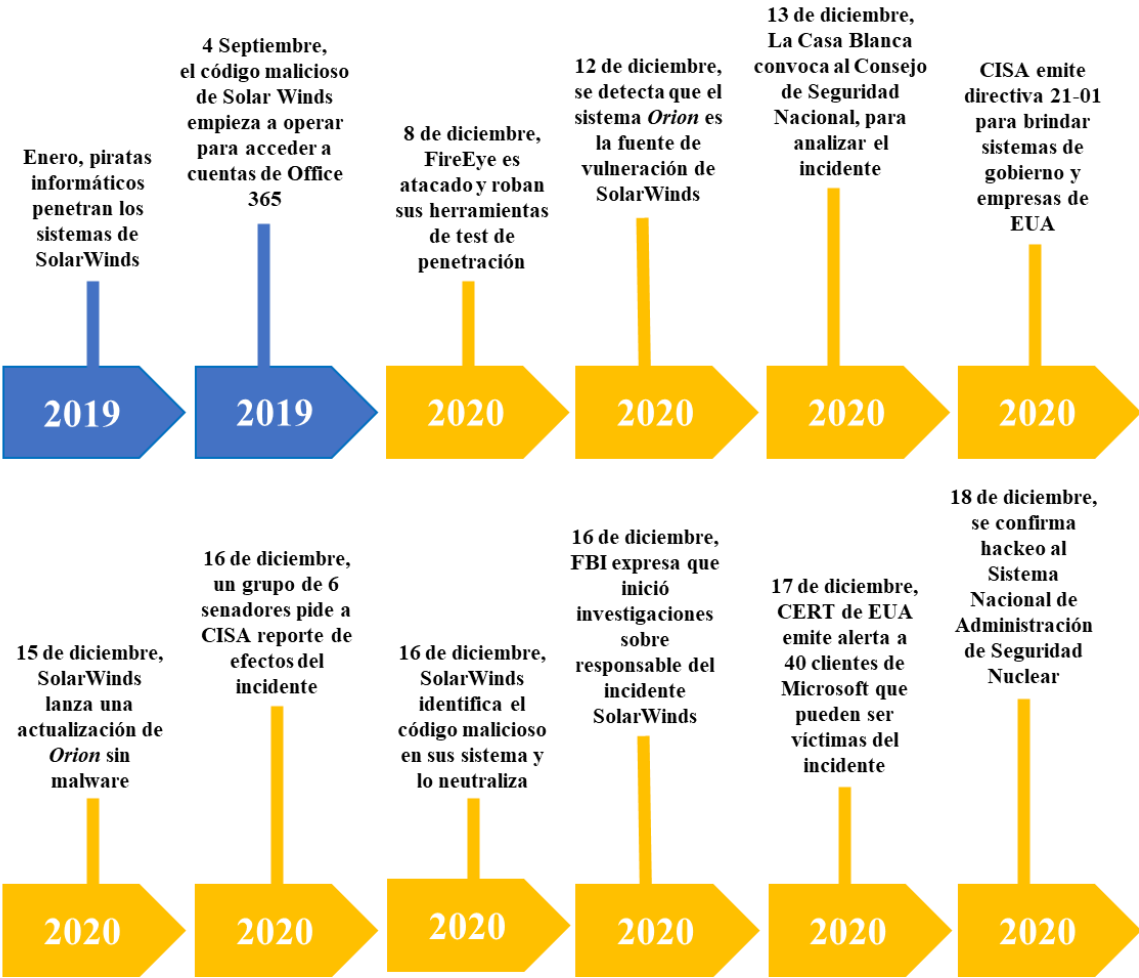 Enero, piratas
informáticos
penetran los
sistemas de
SolarWinds
2019
4 Septiembre,
el código malicioso
de Solar Winds
empieza a operar
para acceder a
cuentas de Office
365
2019
8 de diciembre,
FireEye es
atacado y roban
sus herramientas
de test de
penetración
2020
12 de diciembre,
se detecta que el
sistema Orion es
la fuente de
vulneración de
SolarWinds
2020
13 de diciembre,
La Casa Blanca
convoca al Consejo
de Seguridad
Nacional, para
analizar el
incidente
2020
CISA emite
directiva 21-01
para brindar
sistemas de
gobierno y
empresas de
EUA
2020
15 de diciembre,
SolarWinds
lanza una
actualización de
Orion sin
malware
2020
16 de diciembre,
un grupo de 6
senadores pide a
CISA reporte de
efectos del
incidente
2020
16 de diciembre,
SolarWinds
identifica el
código malicioso
en sus sistema y
lo neutraliza
2020
16 de diciembre,
FBI expresa que
inició
investigaciones
sobre
responsable del
incidente
SolarWinds
2020
17 de diciembre,
CERT de EUA
emite alerta a
40 clientes de
Microsoft que
pueden ser
víctimas del
incidente
2020
18 de diciembre,
se confirma
hackeo al
Sistema
Nacional de
Administración
de Seguridad
Nuclear
2020